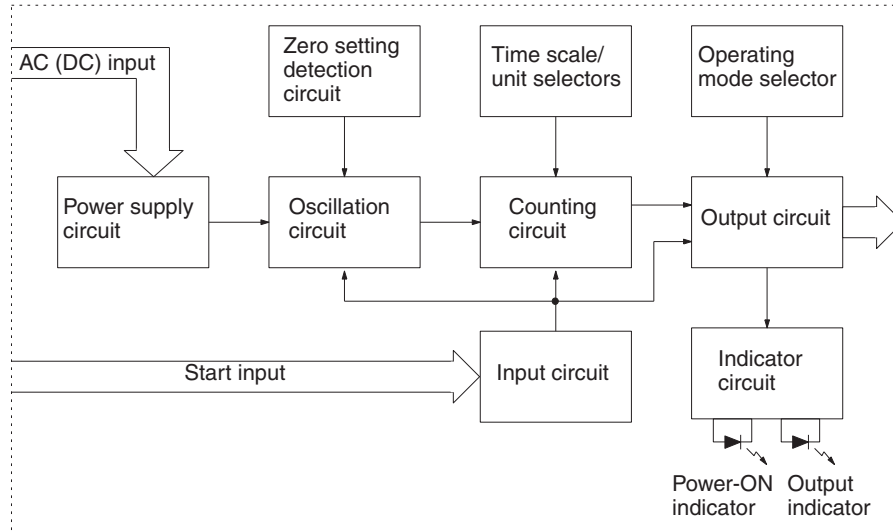 AC (DC) input
Zero setting
detection
circuit
Time scale/
unit selectors
Operating
mode selector
Power supply
circuit
Oscillation
circuit
Counting
circuit
Output circuit
Start input
Input circuit
Indicator
circuit
Power-ON
indicator
Output
indicator